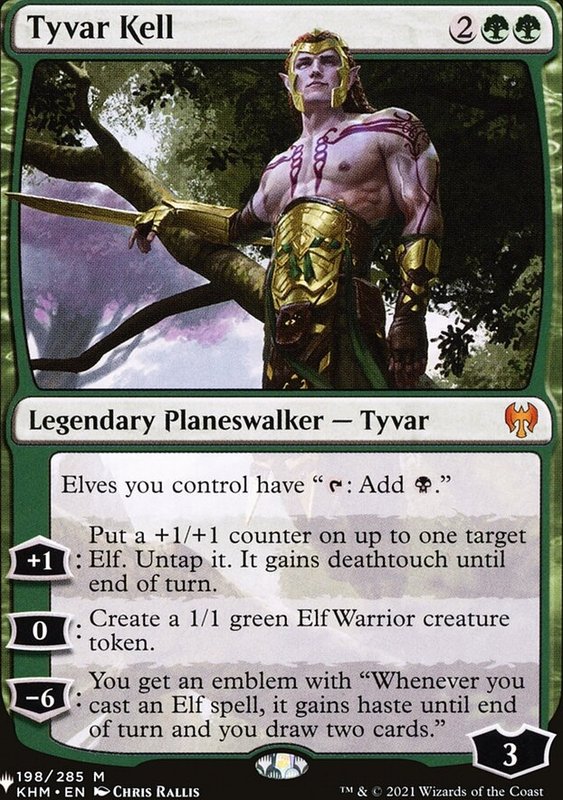 Tyvar Kell 2
Legendary Planeswalker — Tyvar
Elves you control have “ : Add .”
+1: Put a +1/+1 counter on up to one target
Elf. Untap it. It gains deathtouch until
end of turn.
0: Create a 1/1 green Elf Warrior creature
token.
−6: You get an emblem with “Whenever you
cast an Elf spell, it gains haste until end
of turn and you draw two cards.”
3
198/285 M
KHM • EN Chris Rallis
™ & © 2021 Wizards of the Coast